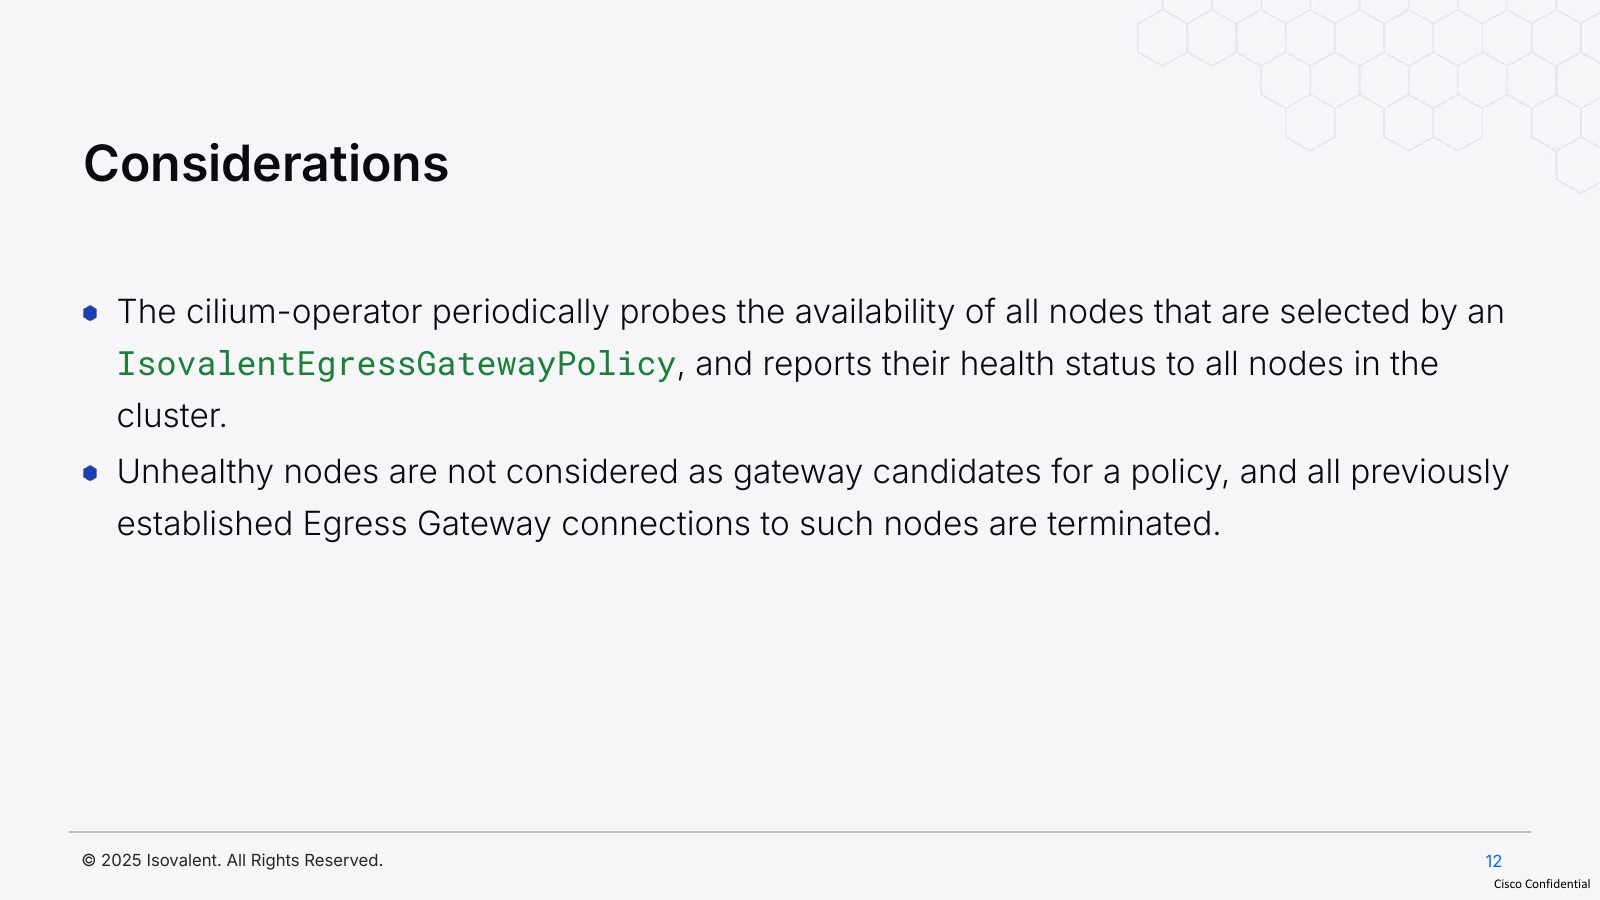 Considerations
The cilium-operator periodically probes the availability of all nodes that are selected by an
IsovalentEgressGatewayPolicy, and reports their health status to all nodes in the
cluster.
Unhealthy nodes are not considered as gateway candidates for a policy, and all previously
established Egress Gateway connections to such nodes are terminated.
© 2025 Isovalent. All Rights Reserved.
12
Cisco Confidential